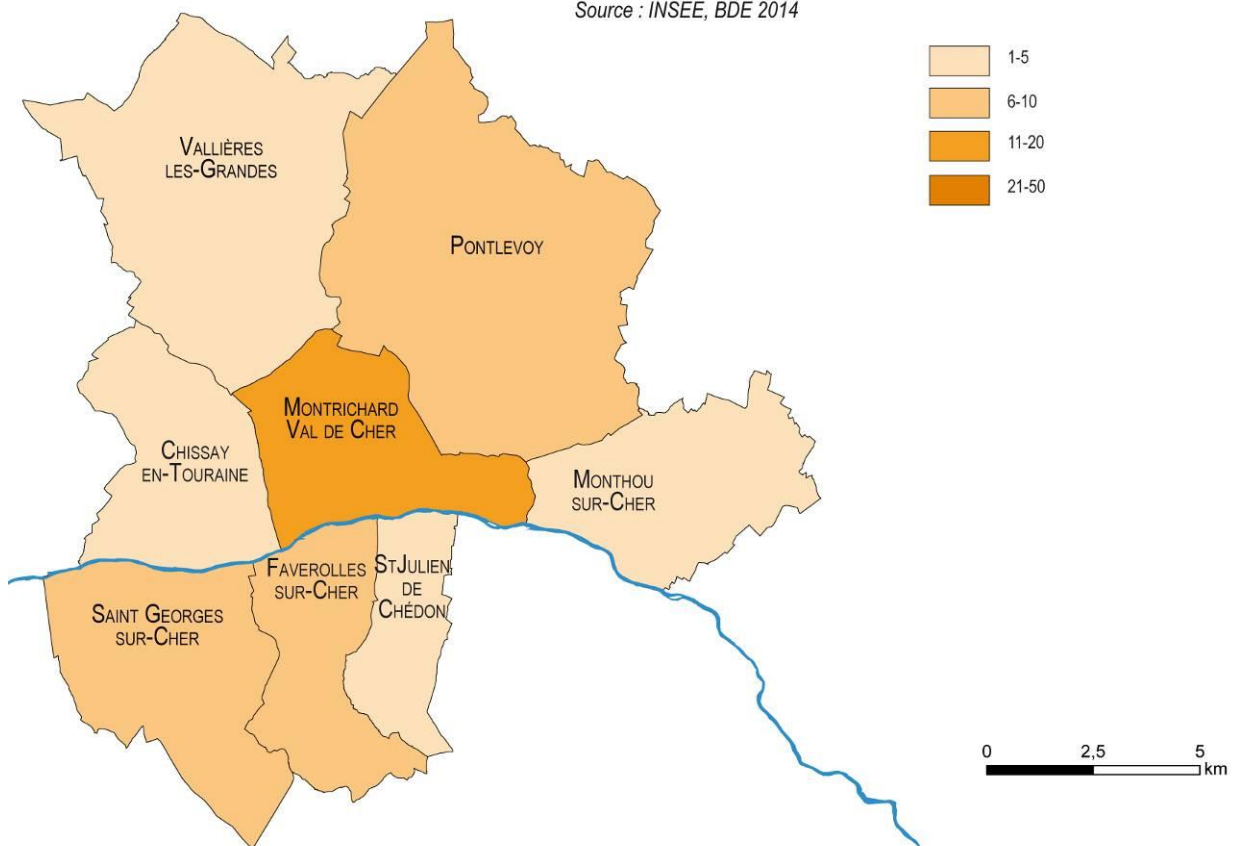 Source : INSEE, BDE 2014
1-5
6-10
11-20
21-50
VALLIÈRES
LES-GRANDES
PONTLEVOY
MONTRICHARD
VAL DE CHER
CHISSAY
EN-TOURAINE
MONTHOU
SUR-CHER
FAVEROLLES
SUR-CHER
ST JULIEN
DE
CHÉDON
SAINT GEORGES
SUR-CHER
0 2,5 5
km